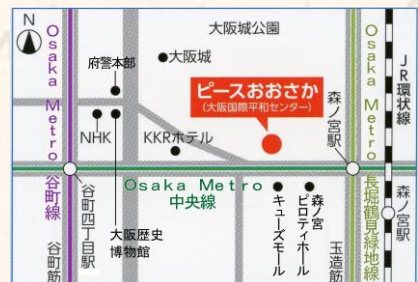 N
大阪城公園
大阪城
府警本部
ピースおおさか
(大阪国際平和センター)
NHK
KKRホテル
Osaka Metro 谷町線
Osaka Metro 中央線
谷町四丁目駅
大阪歴史
博物館
谷町筋
キューズモール
森ノ宮
ピロティホール
玉造筋
森ノ宮駅
Osaka Metro 長堀鶴見緑地線
JR環状線
森ノ宮駅